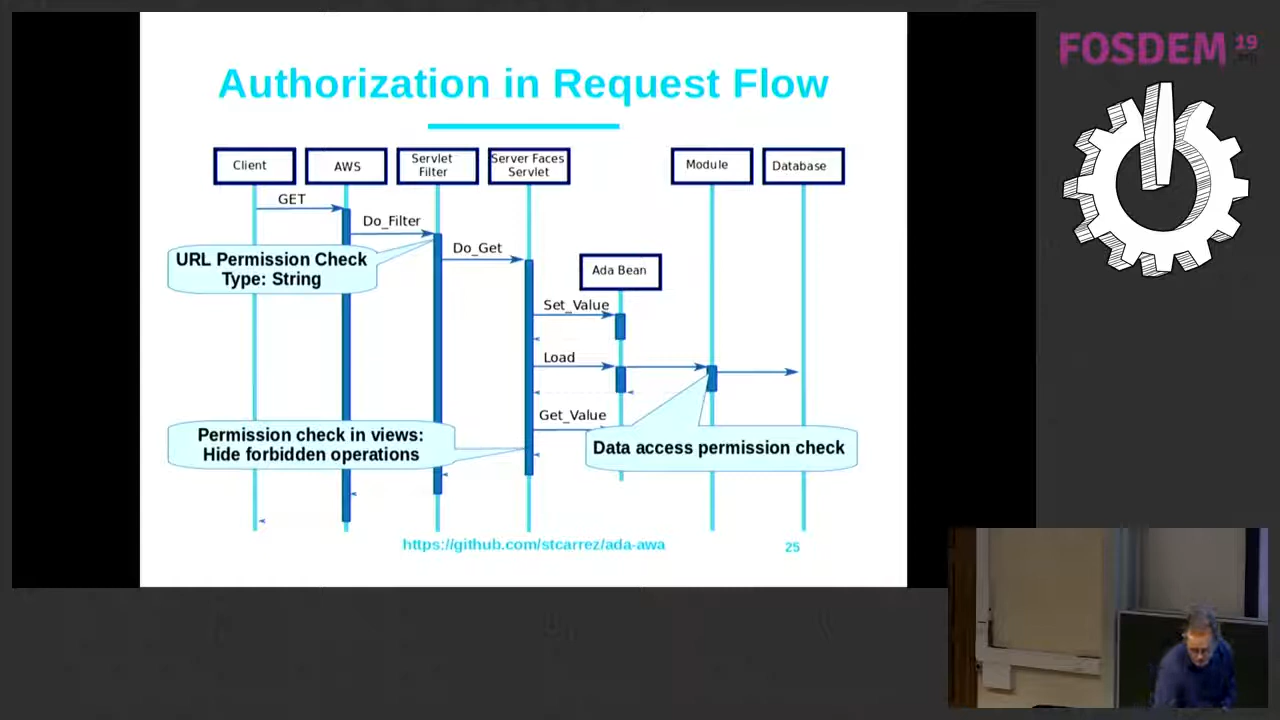 Authorization in Request Flow
FOSDEM 19
Client
AWS
Servlet
Filter
Server Faces
Servlet
Module
Database
GET
Do_Filter
Do_Get
URL Permission Check
Type: String
Ada Bean
Set_Value
Load
Get_Value
Permission check in views:
Hide forbidden operations
Data access permission check
https://github.com/stcarrez/ada-awa
25